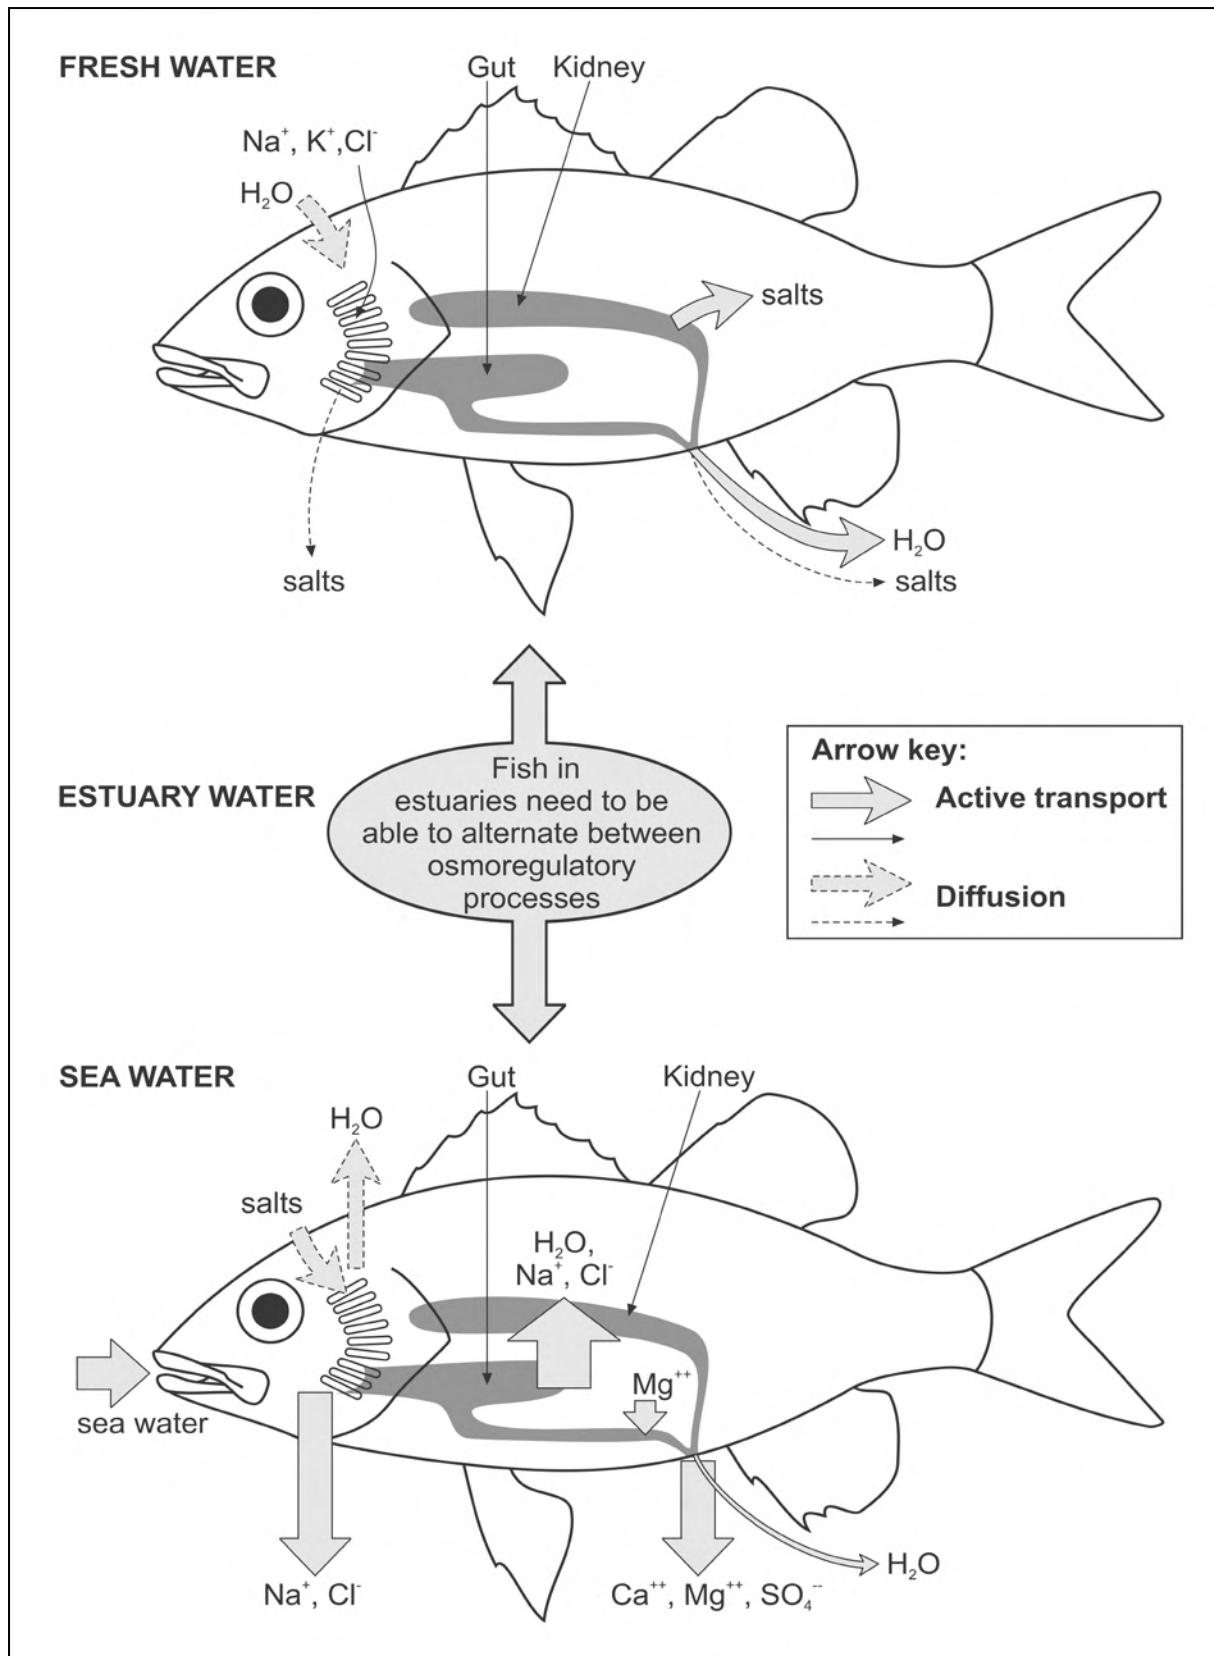 FRESH WATER
Gut
Kidney
Na⁺, K⁺,Cl⁻
H₂O
salts
salts
H₂O
salts
ESTUARY WATER
Fish in
estuaries need to be
able to alternate between
osmoregulatory
processes
Arrow key:
Active transport
Diffusion
SEA WATER
Gut
Kidney
H₂O
salts
H₂O,
Na⁺, Cl⁻
Mg⁺⁺
sea water
H₂O
Na⁺, Cl⁻
Ca⁺⁺, Mg⁺⁺, SO₄⁻⁻